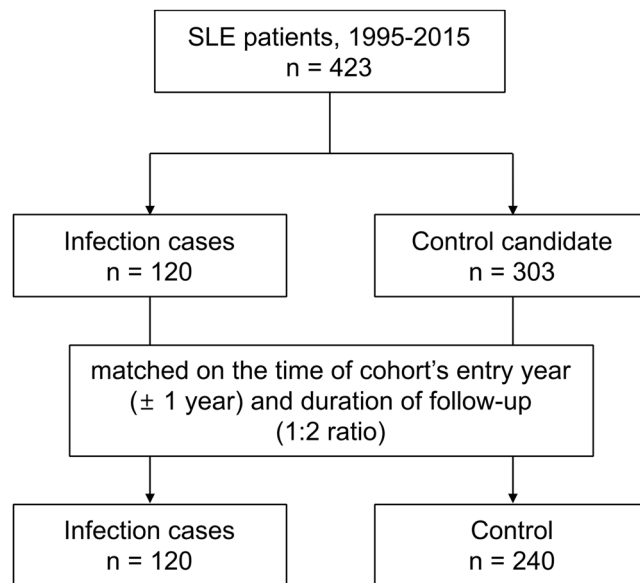 SLE patients, 1995-2015
n = 423
Infection cases
n = 120
Control candidate
n = 303
matched on the time of cohort’s entry year
(± 1 year) and duration of follow-up
(1:2 ratio)
Infection cases
n = 120
Control
n = 240